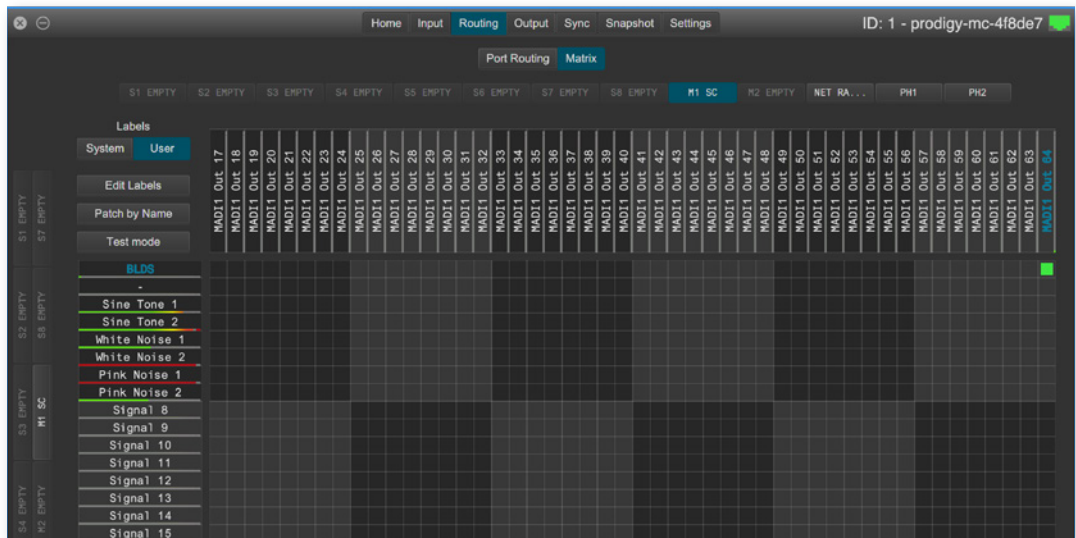 Home Input Routing Output Sync Snapshot Settings ID: 1 - prodigy-mc-4f8de7
Port Routing Matrix
S1 EMPTY S2 EMPTY S3 EMPTY S4 EMPTY S5 EMPTY S6 EMPTY S7 EMPTY S8 EMPTY M1 SC M2 EMPTY NET RA... PH1 PH2
Labels
System User
Edit Labels
Patch by Name
Test mode
MADI1 Out 17
MADI1 Out 18
MADI1 Out 19
MADI1 Out 20
MADI1 Out 21
MADI1 Out 22
MADI1 Out 23
MADI1 Out 24
MADI1 Out 25
MADI1 Out 26
MADI1 Out 27
MADI1 Out 28
MADI1 Out 29
MADI1 Out 30
MADI1 Out 31
MADI1 Out 32
MADI1 Out 33
MADI1 Out 34
MADI1 Out 35
MADI1 Out 36
MADI1 Out 37
MADI1 Out 38
MADI1 Out 39
MADI1 Out 40
MADI1 Out 41
MADI1 Out 42
MADI1 Out 43
MADI1 Out 44
MADI1 Out 45
MADI1 Out 46
MADI1 Out 47
MADI1 Out 48
MADI1 Out 49
MADI1 Out 50
MADI1 Out 51
MADI1 Out 52
MADI1 Out 53
MADI1 Out 54
MADI1 Out 55
MADI1 Out 56
MADI1 Out 57
MADI1 Out 58
MADI1 Out 59
MADI1 Out 60
MADI1 Out 61
MADI1 Out 62
MADI1 Out 63
MADI1 Out 64
S1 EMPTY
S7 EMPTY
S2 EMPTY
S8 EMPTY
S3 EMPTY
M1 SC
S4 EMPTY
M2 EMPTY
BLDS
-
Sine Tone 1
Sine Tone 2
White Noise 1
White Noise 2
Pink Noise 1
Pink Noise 2
Signal 8
Signal 9
Signal 10
Signal 11
Signal 12
Signal 13
Signal 14
Signal 15